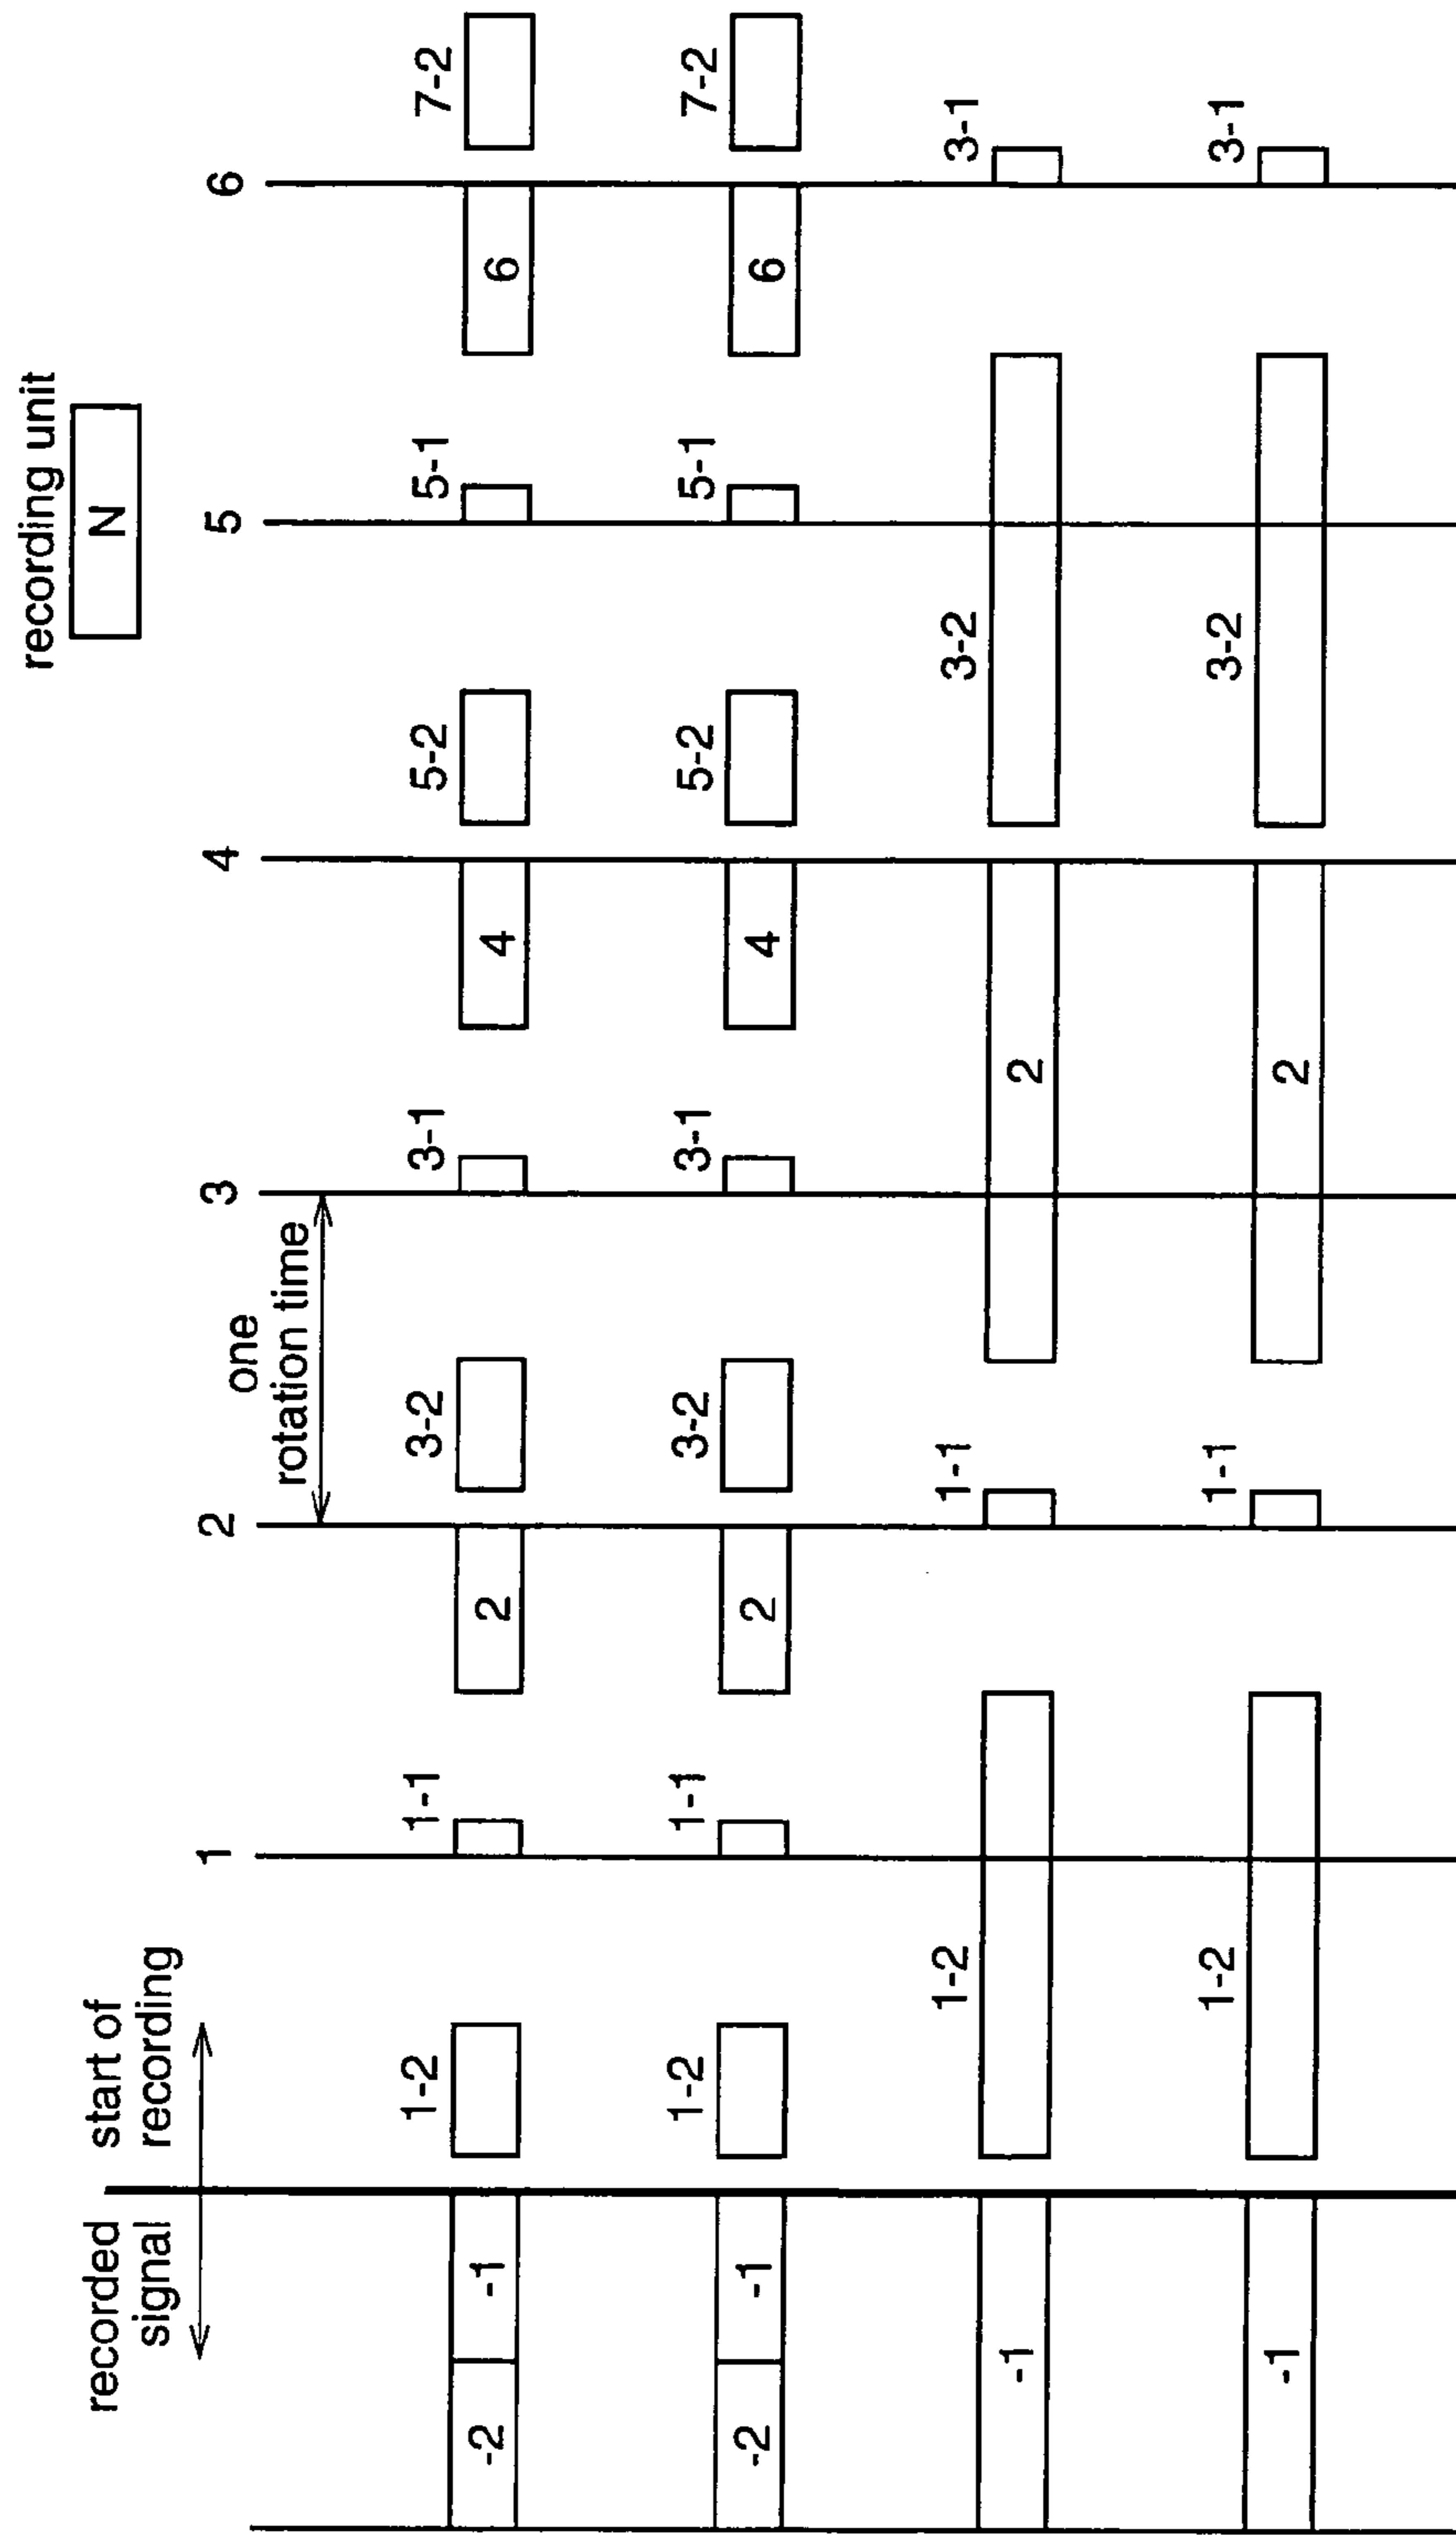 recording unit
N
recorded
signal
start of
recording
1 2 3 4 5 6
one
rotation time
1-2 1-1 3-2 3-1 5-2 5-1 7-2
-2 -1 2 4 6
1-2 1-1 3-2 3-1 5-2 5-1 7-2
-2 -1 2 4 6
1-2 1-1 3-2 3-1
-1 2
1-2 1-1 3-2 3-1
-1 2